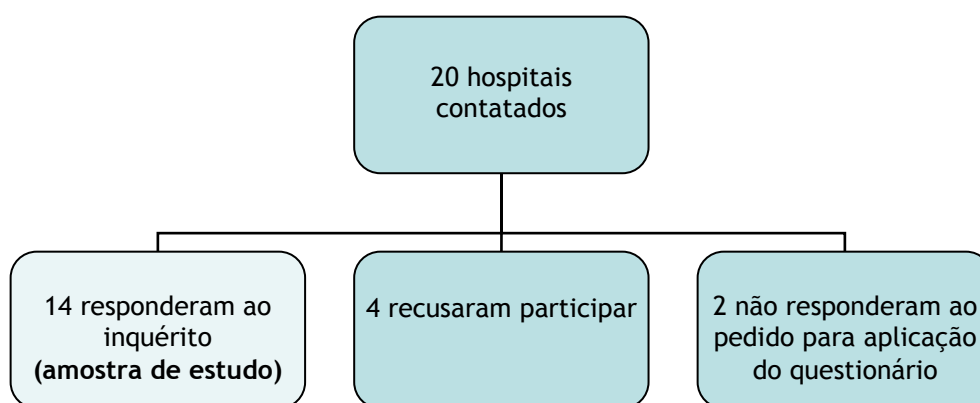 20 hospitais
contatados
14 responderam ao
inquérito
(amostra de estudo)
4 recusaram participar
2 não responderam ao
pedido para aplicação
do questionário